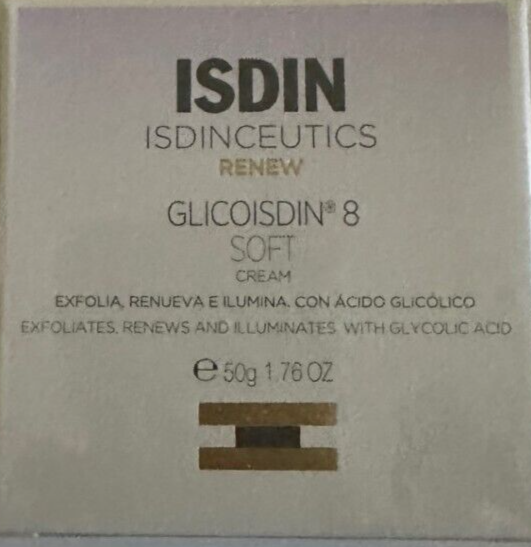 ISDIN
ISDINCEUTICS
RENEW
GLICOISDIN® 8
SOFT
CREAM
EXFOLIA, RENUEVA E ILUMINA. CON ÁCIDO GLICÓLICO
EXFOLIATES, RENEWS AND ILLUMINATES. WITH GLYCOLIC ACID
℮ 50g 1.76 OZ